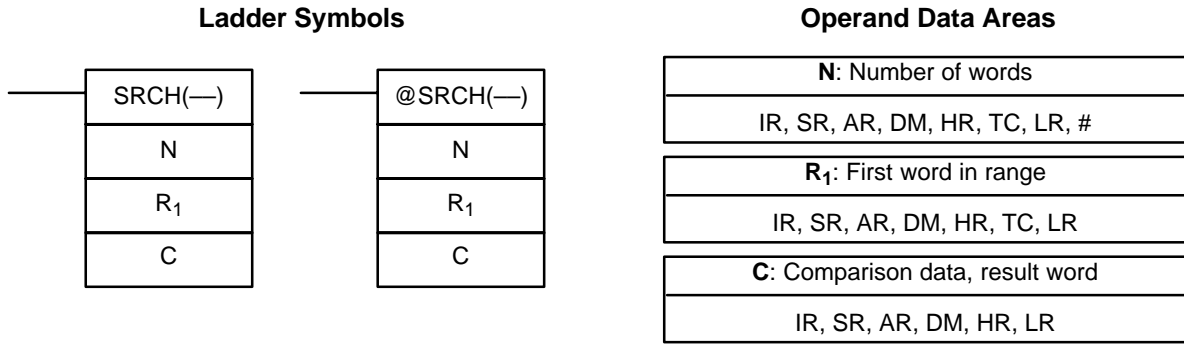 Ladder Symbols
SRCH(––)
N
R1
C
@SRCH(––)
N
R1
C
Operand Data Areas
N: Number of words
IR, SR, AR, DM, HR, TC, LR, #
R1: First word in range
IR, SR, AR, DM, HR, TC, LR
C: Comparison data, result word
IR, SR, AR, DM, HR, LR